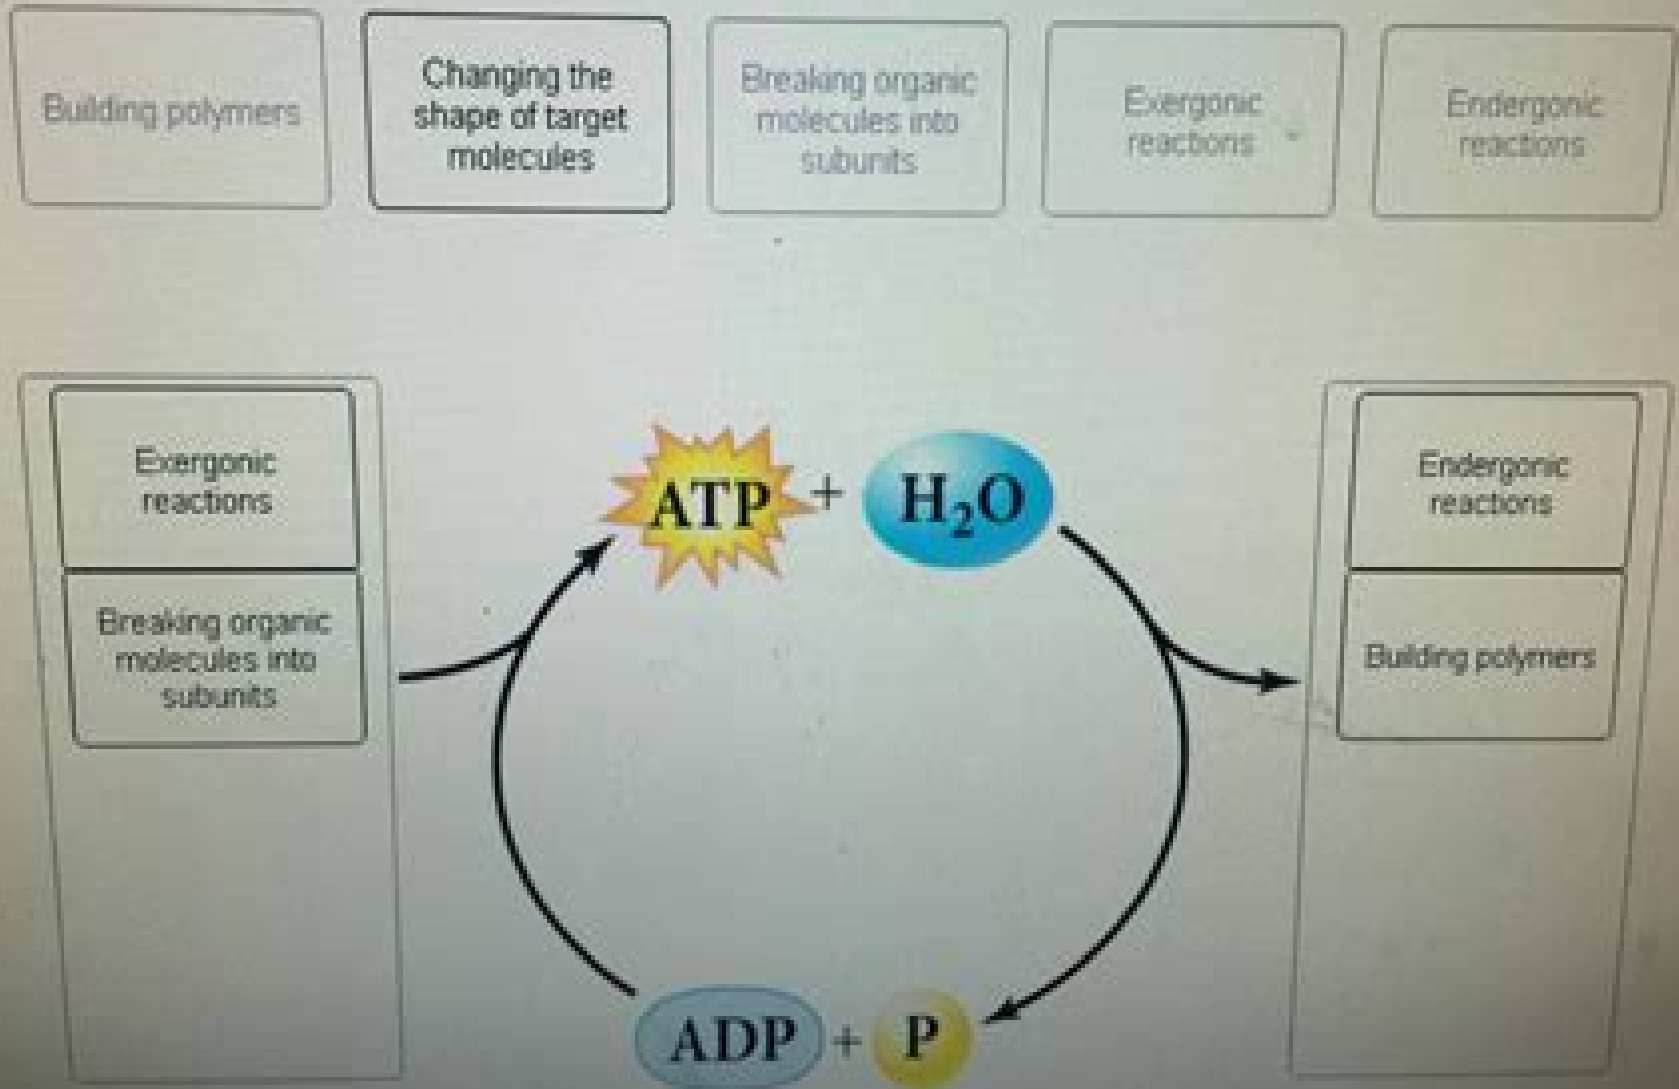 Building polymers
Changing the
shape of target
molecules
Breaking organic
molecules into
subunits
Exergonic
reactions
Endergonic
reactions
Exergonic
reactions
Breaking organic
molecules into
subunits
ATP + H₂O
Endergonic
reactions
Building polymers
ADP + P